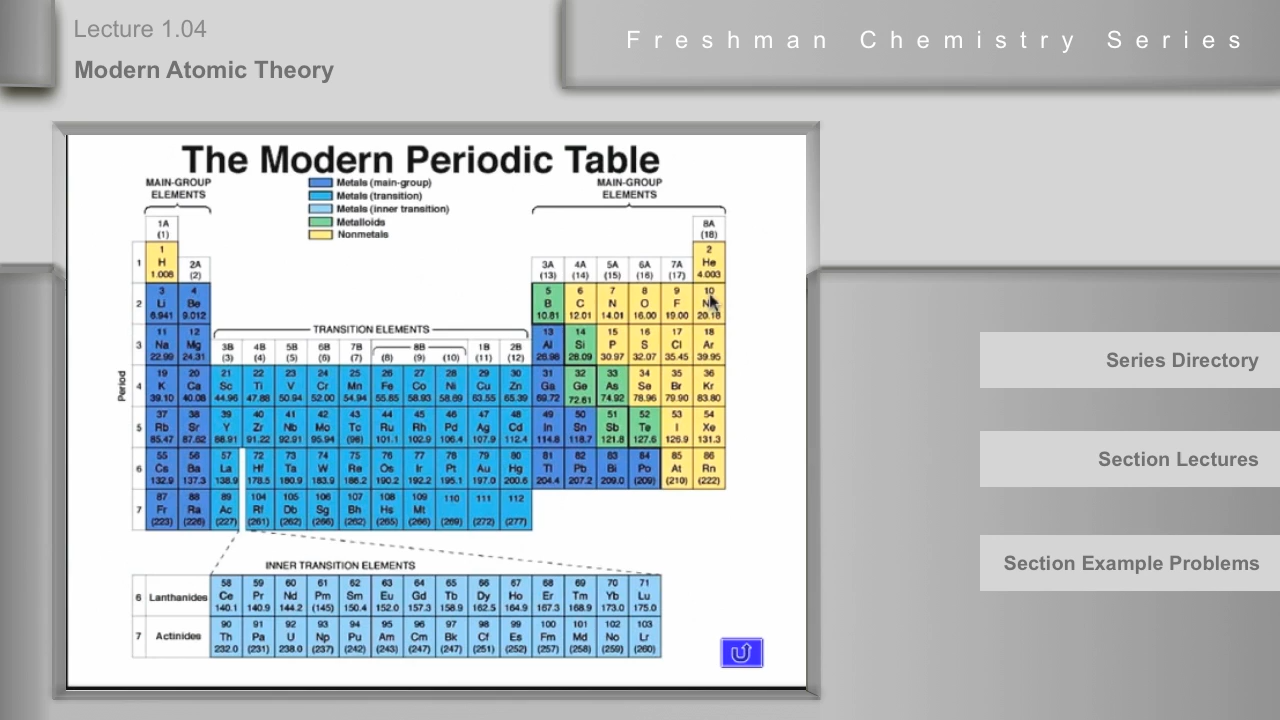 Lecture 1.04
Modern Atomic Theory
Freshman Chemistry Series
The Modern Periodic Table
MAIN-GROUP
ELEMENTS
Metals (main-group)
Metals (transition)
Metals (inner transition)
Metalloids
Nonmetals
MAIN-GROUP
ELEMENTS
1A 8A
(1) (18)
1 2
1 H 2A 3A 4A 5A 6A 7A He
1.008 (2) (13) (14) (15) (16) (17) 4.003
3 4 5 6 7 8 9 10
2 Li Be B C N O F
6.941 9.012 10.81 12.01 14.01 16.00 19.00 20.18
TRANSITION ELEMENTS
11 12 13 14 15 16 17 18
3 Na Mg 3B 4B 5B 6B 7B 8B 1B 2B Al Si P S Cl Ar
22.99 24.31 (3) (4) (5) (6) (7) (8) (9) (10) (11) (12) 26.98 28.09 30.97 32.07 35.45 39.95
19 20 21 22 23 24 25 26 27 28 29 30 31 32 33 34 35 36
4 K Ca Sc Ti V Cr Mn Fe Co Ni Cu Zn Ga Ge As Se Br Kr
39.10 40.08 44.96 47.88 50.94 52.00 54.94 55.85 58.93 58.69 63.55 65.39 69.72 72.61 74.92 78.96 79.90 83.80
Period
37 38 39 40 41 42 43 44 45 46 47 48 49 50 51 52 53 54
5 Rb Sr Y Zr Nb Mo Tc Ru Rh Pd Ag Cd In Sn Sb Te I Xe
85.47 87.62 88.91 91.22 92.91 95.94 (98) 101.1 102.9 106.4 107.9 112.4 114.8 118.7 121.8 127.6 126.9 131.3
55 56 57 72 73 74 75 76 77 78 79 80 81 82 83 84 85 86
6 Cs Ba La Hf Ta W Re Os Ir Pt Au Hg Tl Pb Bi Po At Rn
132.9 137.3 138.9 178.5 180.9 183.9 186.2 190.2 192.2 195.1 197.0 200.6 204.4 207.2 209.0 (209) (210) (222)
87 88 89 104 105 106 107 108 109 110 111 112
7 Fr Ra Ac Rf Db Sg Bh Hs Mt
(223) (226) (227) (261) (262) (266) (262) (265) (266) (269) (272) (277)
INNER TRANSITION ELEMENTS
58 59 60 61 62 63 64 65 66 67 68 69 70 71
6 Lanthanides Ce Pr Nd Pm Sm Eu Gd Tb Dy Ho Er Tm Yb Lu
140.1 140.9 144.2 (145) 150.4 152.0 157.3 158.9 162.5 164.9 167.3 168.9 173.0 175.0
90 91 92 93 94 95 96 97 98 99 100 101 102 103
7 Actinides Th Pa U Np Pu Am Cm Bk Cf Es Fm Md No Lr
232.0 (231) 238.0 (237) (242) (243) (247) (247) (251) (252) (257) (258) (259) (260)
Series Directory
Section Lectures
Section Example Problems